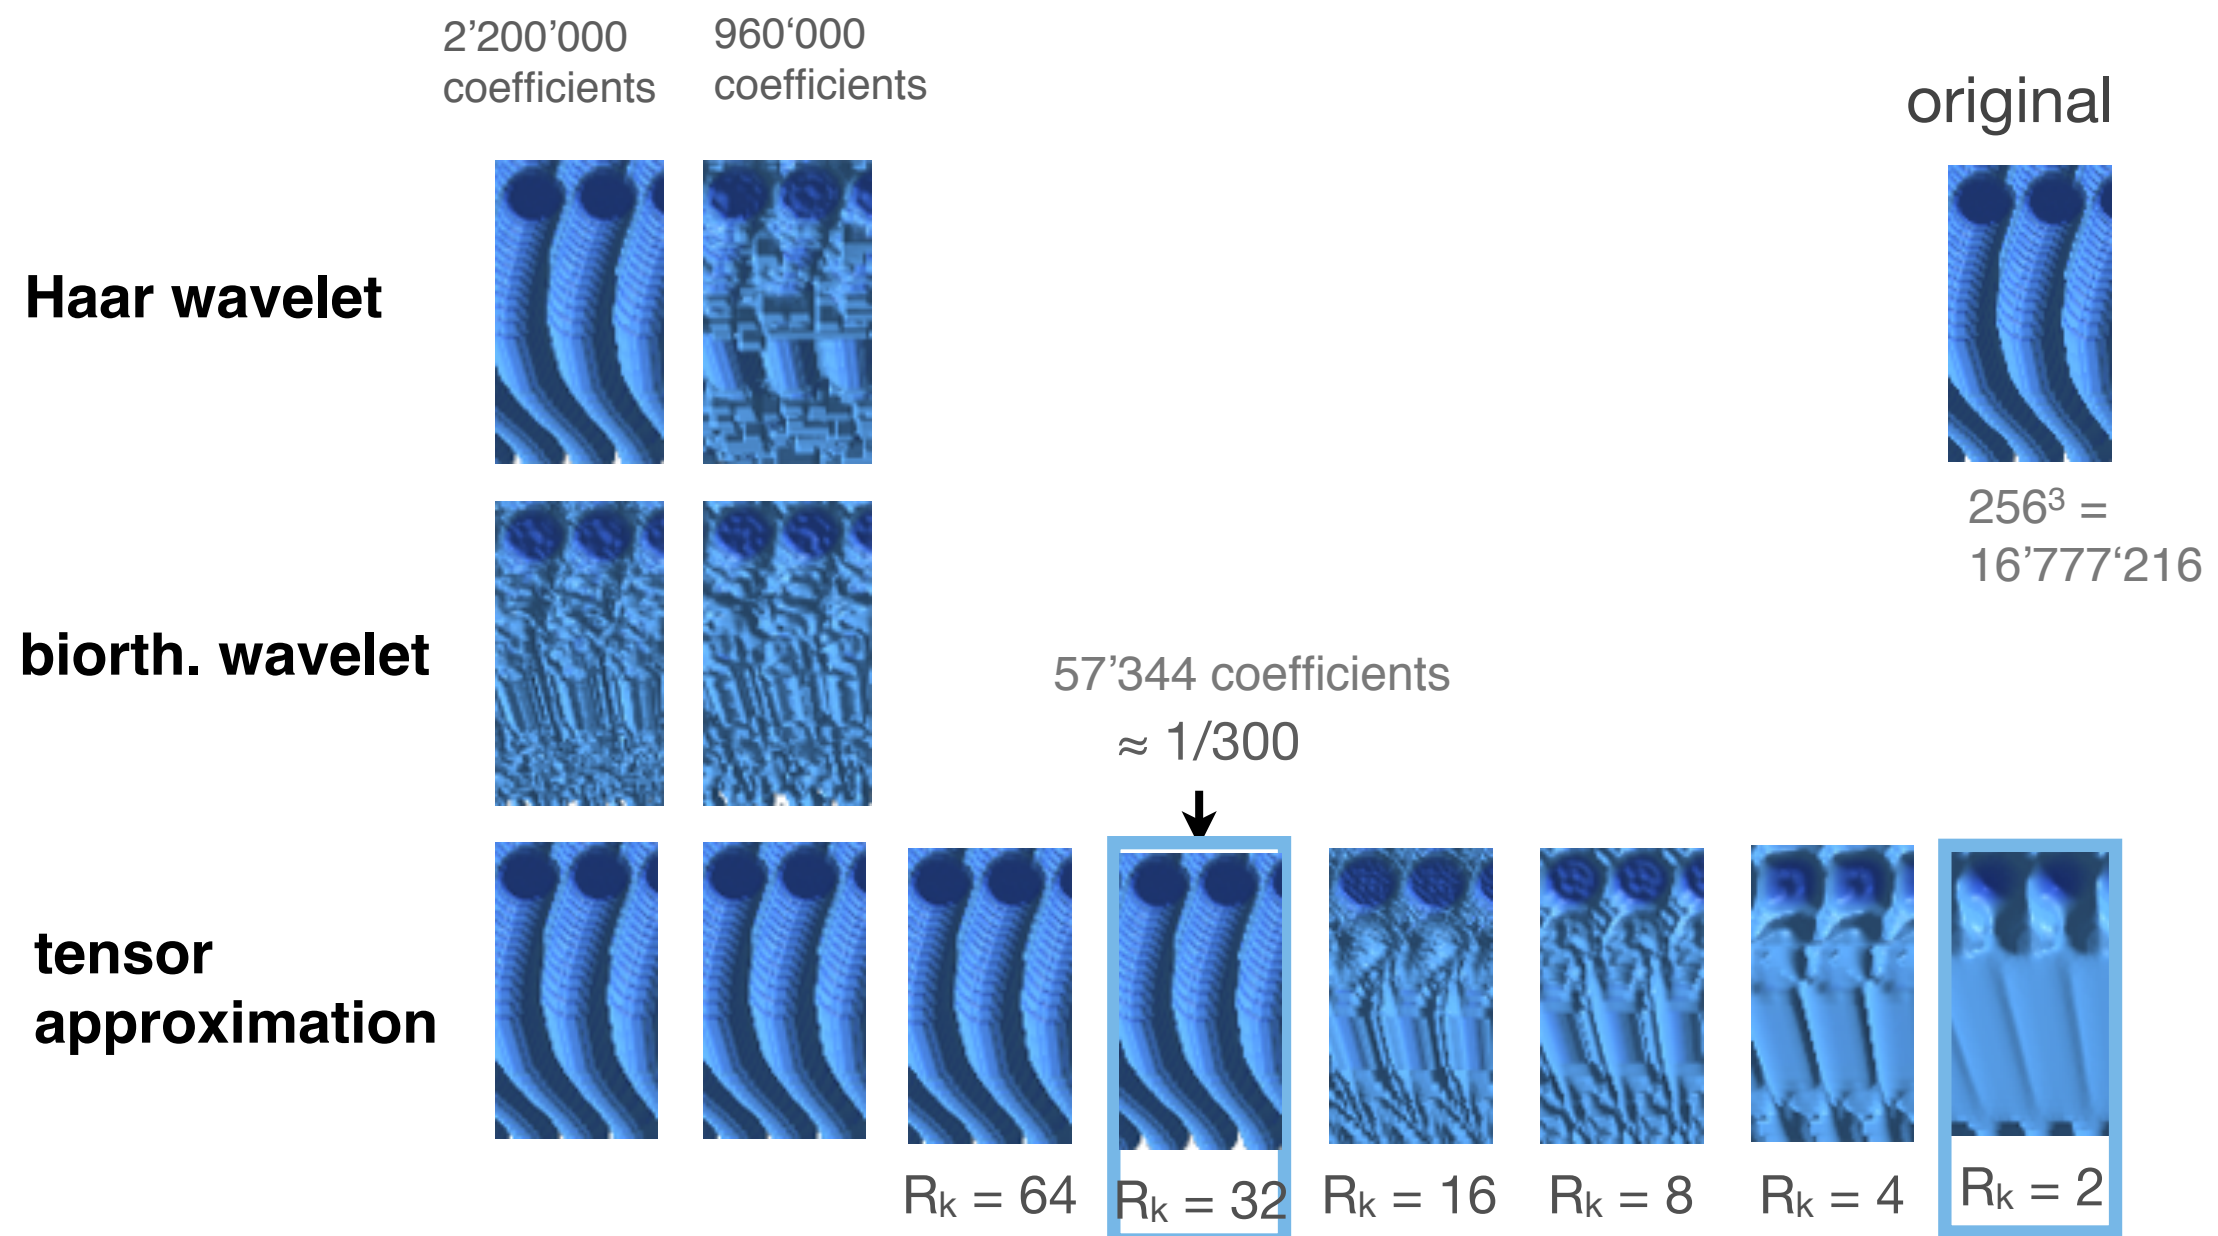 2’200’000
coefficients
960‘000
coefficients
original
Haar wavelet
256³ =
16’777‘216
biorth. wavelet
57’344 coefficients
≈ 1/300
tensor
approximation
Rₖ = 64
Rₖ = 32
Rₖ = 16
Rₖ = 8
Rₖ = 4
Rₖ = 2